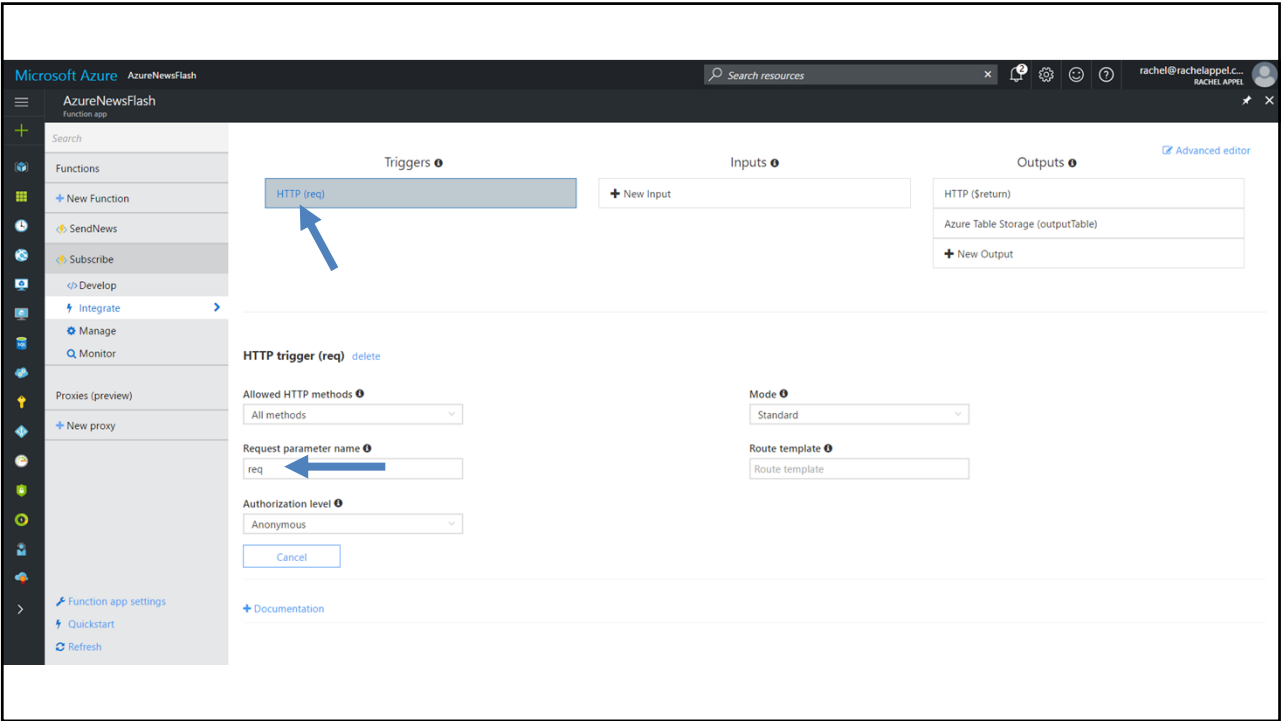 Microsoft Azure AzureNewsFlash
Search resources
2
rachel@rachelappel.c...
RACHEL APPEL
AzureNewsFlash
Function app
Search
Functions
New Function
SendNews
Subscribe
</> Develop
Integrate
Manage
Monitor
Proxies (preview)
New proxy
Function app settings
Quickstart
Refresh
Advanced editor
Triggers
HTTP (req)
Inputs
New Input
Outputs
HTTP ($return)
Azure Table Storage (outputTable)
New Output
HTTP trigger (req) delete
Allowed HTTP methods
All methods
Mode
Standard
Request parameter name
req
Route template
Route template
Authorization level
Anonymous
Cancel
Documentation